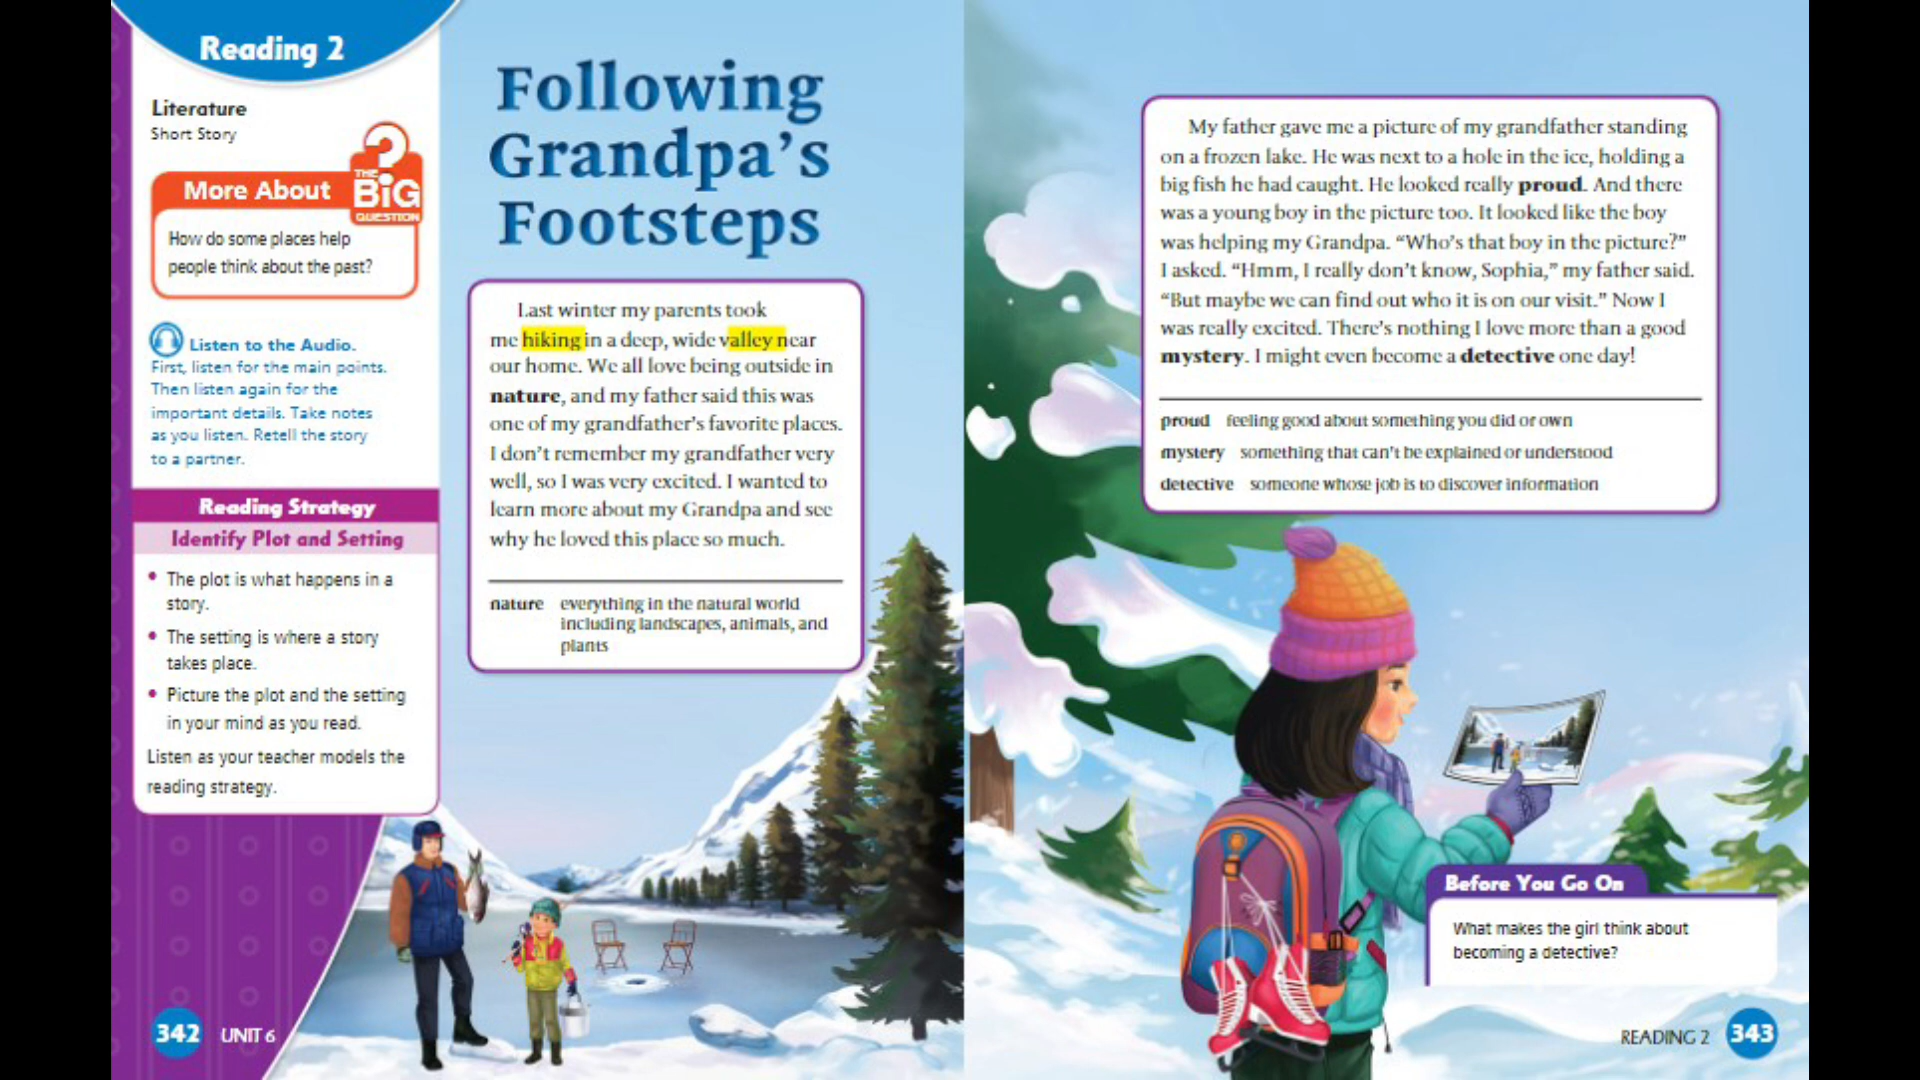 Reading 2
Literature
Short Story
More About
?
THE
BiG
QUESTION
How do some places help
people think about the past?
Listen to the Audio.
First, listen for the main points.
Then listen again for the
important details. Take notes
as you listen. Retell the story
to a partner.
Reading Strategy
Identify Plot and Setting
• The plot is what happens in a
story.
• The setting is where a story
takes place.
• Picture the plot and the setting
in your mind as you read.
Listen as your teacher models the
reading strategy.
342 UNIT 6
Following
Grandpa's
Footsteps
Last winter my parents took
me hiking in a deep, wide valley near
our home. We all love being outside in
nature, and my father said this was
one of my grandfather's favorite places.
I don't remember my grandfather very
well, so I was very excited. I wanted to
learn more about my Grandpa and see
why he loved this place so much.
nature everything in the natural world
including landscapes, animals, and
plants
My father gave me a picture of my grandfather standing
on a frozen lake. He was next to a hole in the ice, holding a
big fish he had caught. He looked really proud. And there
was a young boy in the picture too. It looked like the boy
was helping my Grandpa. “Who's that boy in the picture?”
I asked. “Hmm, I really don't know, Sophia,” my father said.
“But maybe we can find out who it is on our visit.” Now I
was really excited. There's nothing I love more than a good
mystery. I might even become a detective one day!
proud feeling good about something you did or own
mystery something that can't be explained or understood
detective someone whose job is to discover information
Before You Go On
What makes the girl think about
becoming a detective?
READING 2 343